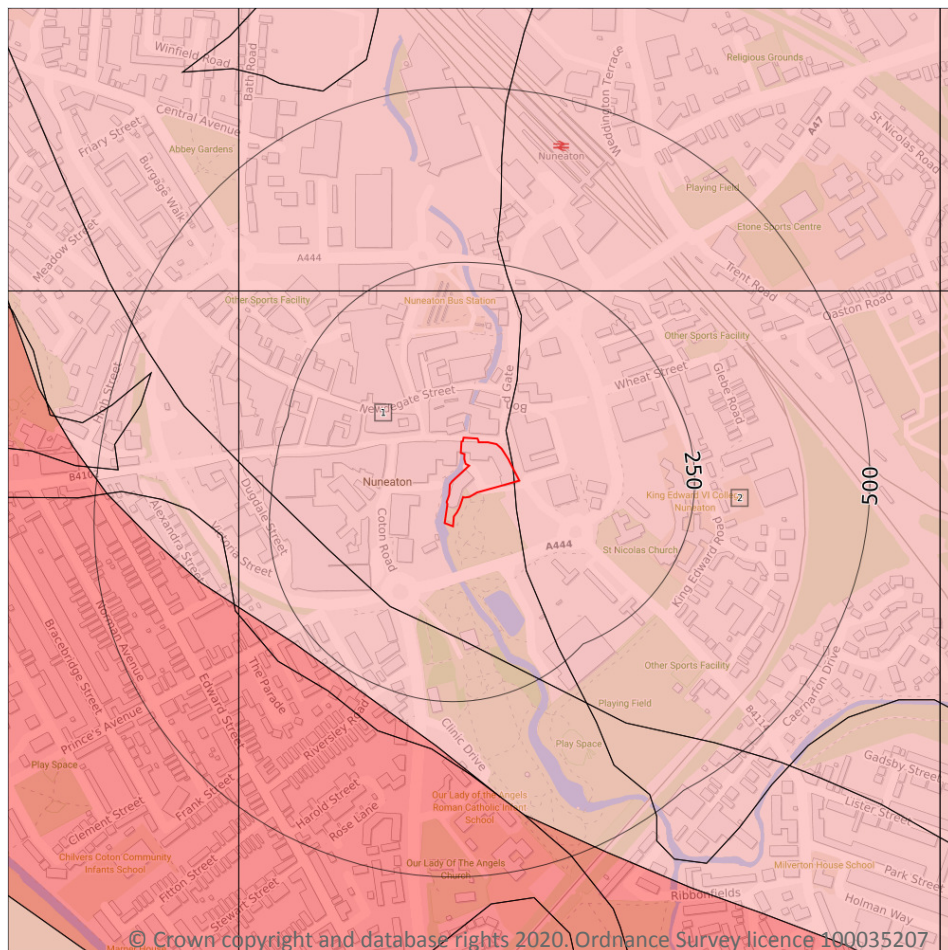 Winfield Road
Bath Road
Religious Grounds
Weddington Terrace
A47
St Nicolas Road
Friary Street
Central Avenue
Abbey Gardens
Burgage Walk
Nuneaton
Playing Field
Etone Sports Centre
Meadow Street
A444
Trent Road
Oaston Road
Other Sports Facility
Nuneaton Bus Station
Other Sports Facility
Wheat Street
Glebe Road
1
Bond Gate
B410
Nuneaton
250
500
King Edward VI College
Nuneaton
2
Dugdale Street
Coton Road
Alexandra Street
Victoria Street
A444
St Nicolas Church
King Edward Road
Norman Avenue
Bracebridge Street
The Parade
Edward Street
Riversley Road
Other Sports Facility
Playing Field
Caernarfon Drive
B4114
Prince's Avenue
Clinic Drive
Play Space
Play Space
Gadsby Street
Frank Street
Harold Street
Our Lady of the Angels
Roman Catholic Infant
School
Lister Street
Clement Street
Rose Lane
Chilvers Coton Community
Infants School
Fitton Street
Our Lady Of The Angels
Church
Milverton House School
Park Street
Stewart Street
Ribbonfields
Holman Way
© Crown copyright and database rights 2020. Ordnance Survey licence 100035207